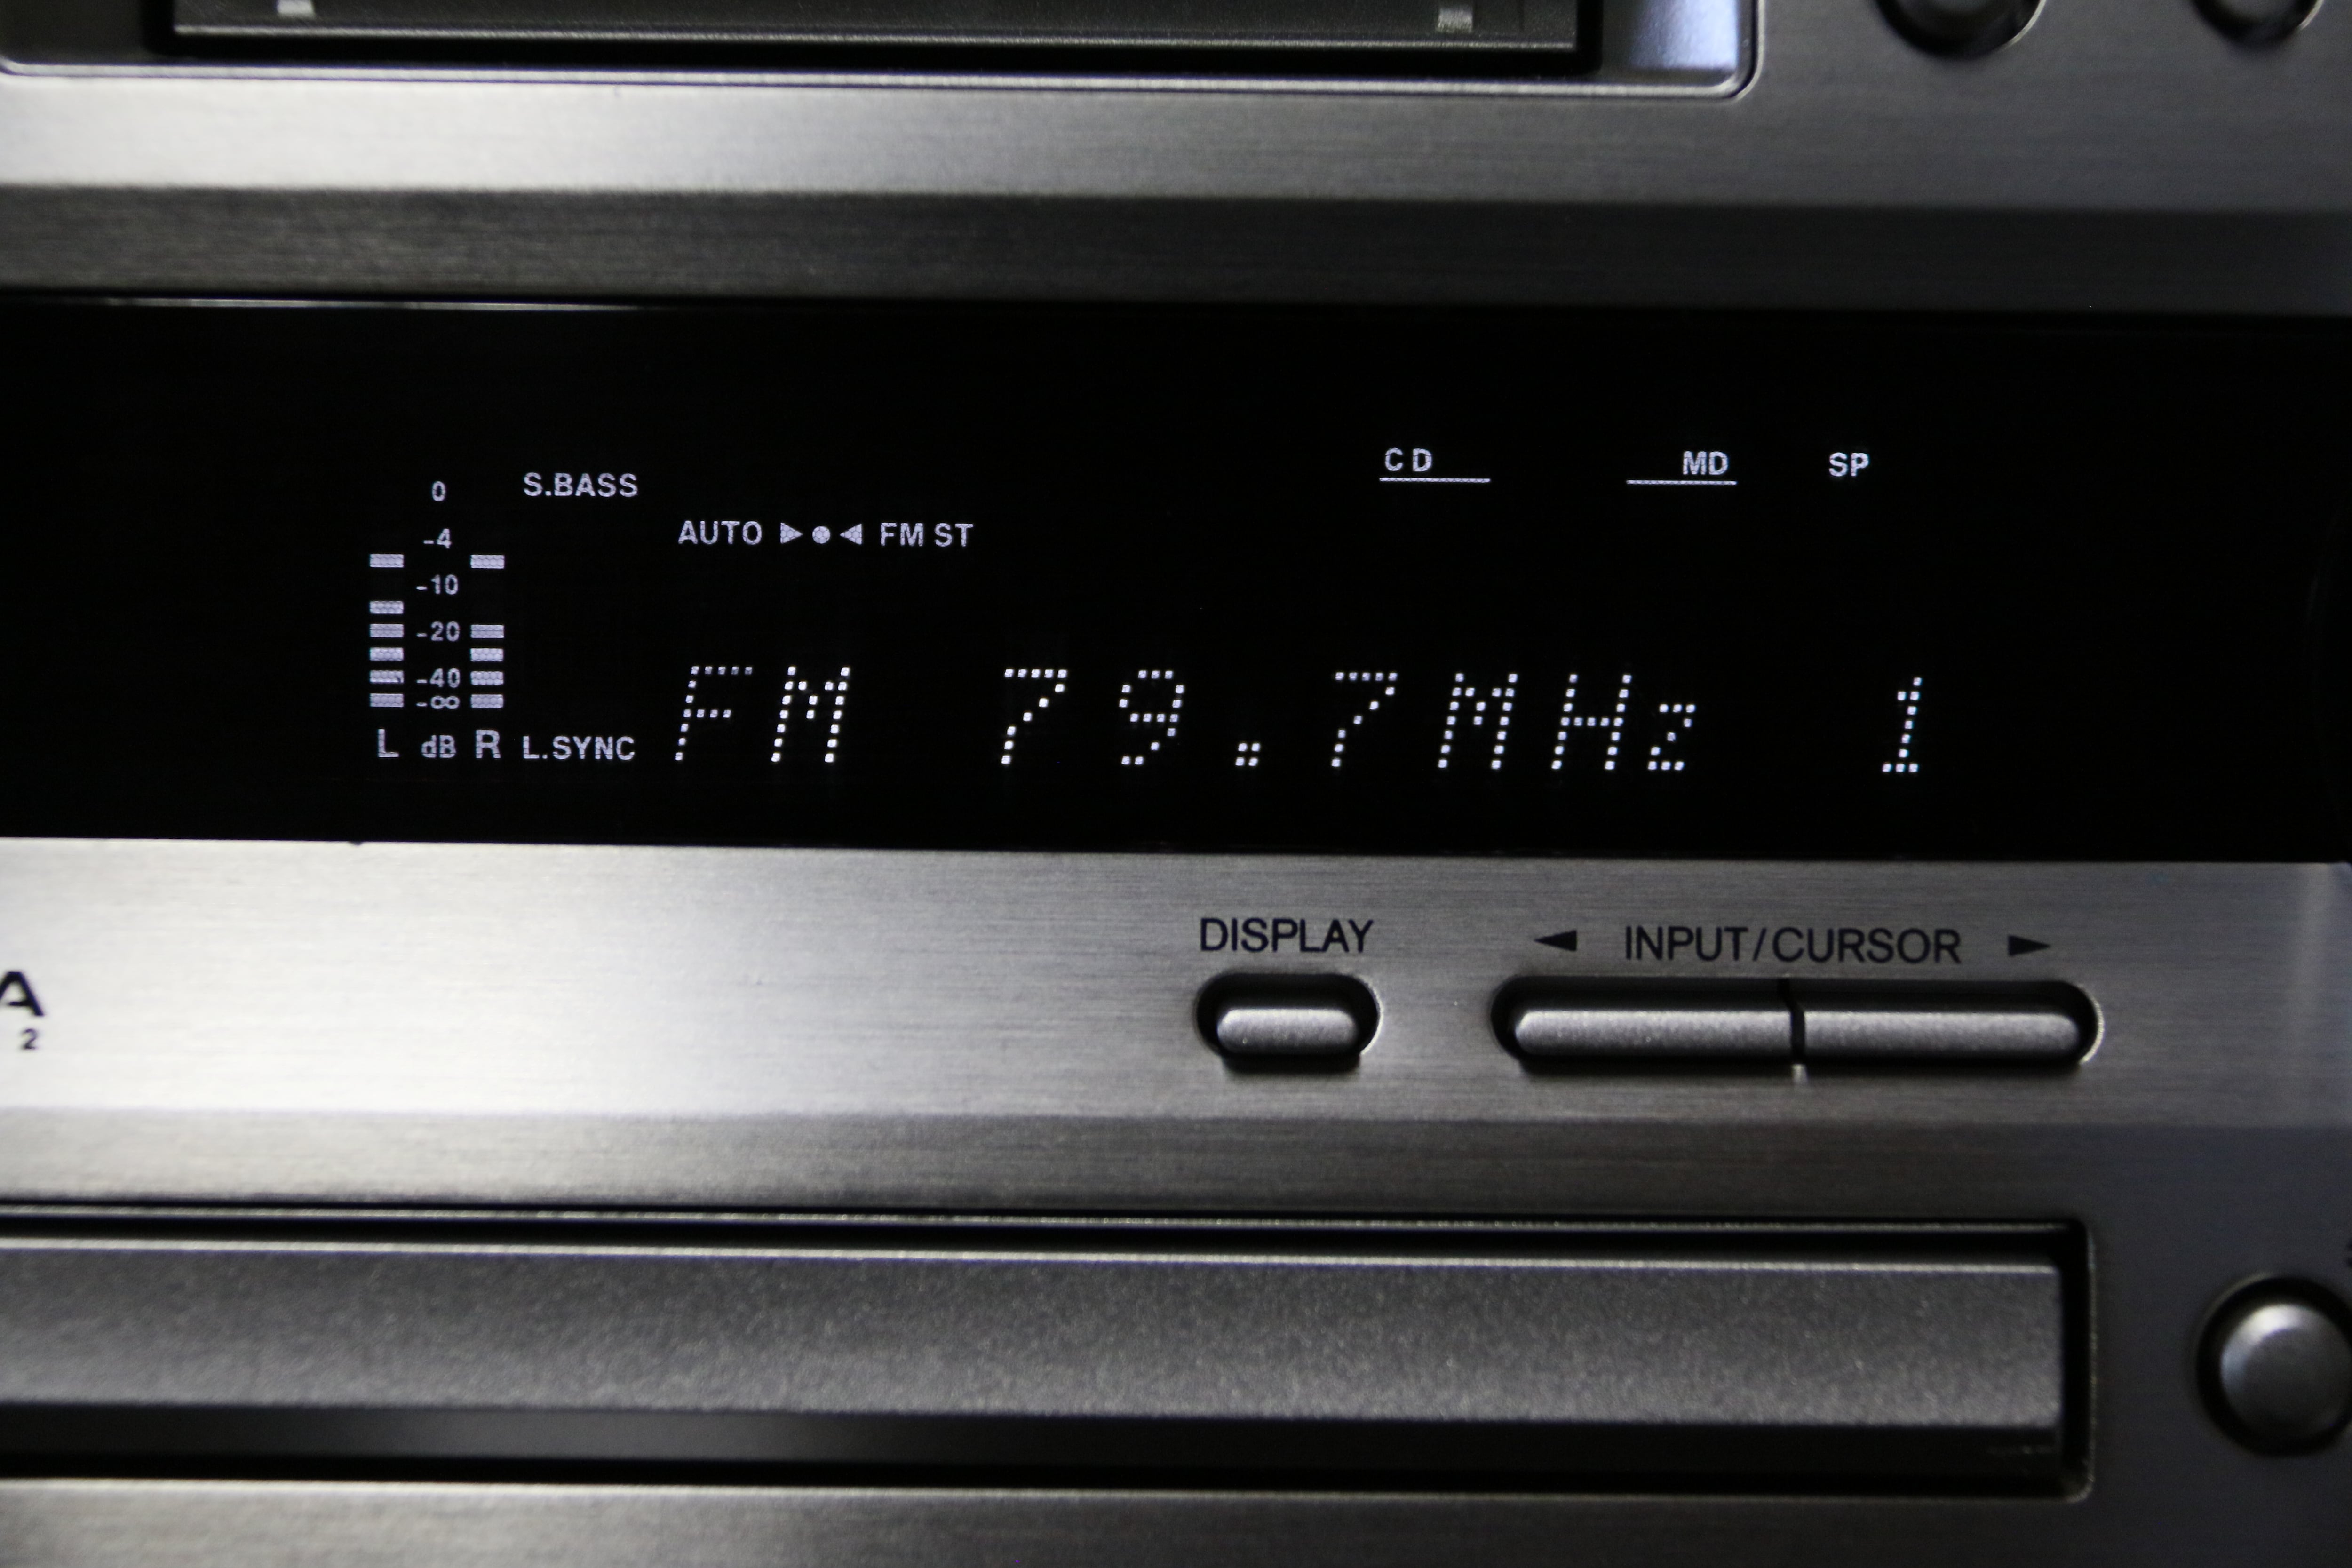 CD MD SP
0 S.BASS
-4 AUTO ►●◄ FM ST
-10
-20
-40
-∞
L dB R L.SYNC FM 79.7MHz 1
DISPLAY ◄ INPUT/CURSOR ►
A
2